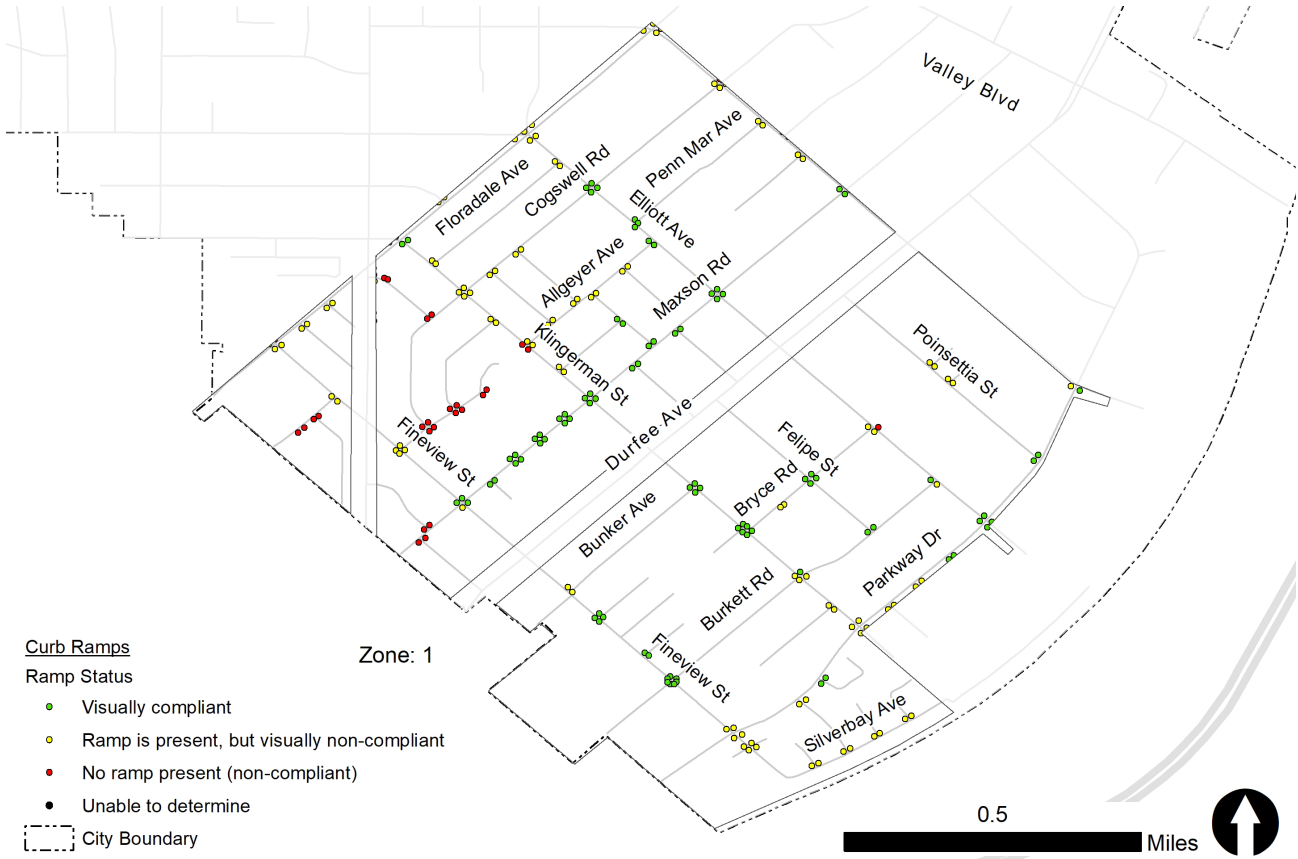 Valley Blvd
Penn Mar Ave
Cogswell Rd
Floradale Ave
Elliott Ave
Allgeyer Ave
Maxson Rd
Klingerman St
Poinsettia St
Fineview St
Durfee Ave
Felipe St
Bryce Rd
Bunker Ave
Parkway Dr
Burkett Rd
Fineview St
Silverbay Ave
Zone: 1
Curb Ramps
Ramp Status
Visually compliant
Ramp is present, but visually non-compliant
No ramp present (non-compliant)
Unable to determine
City Boundary
0.5
Miles